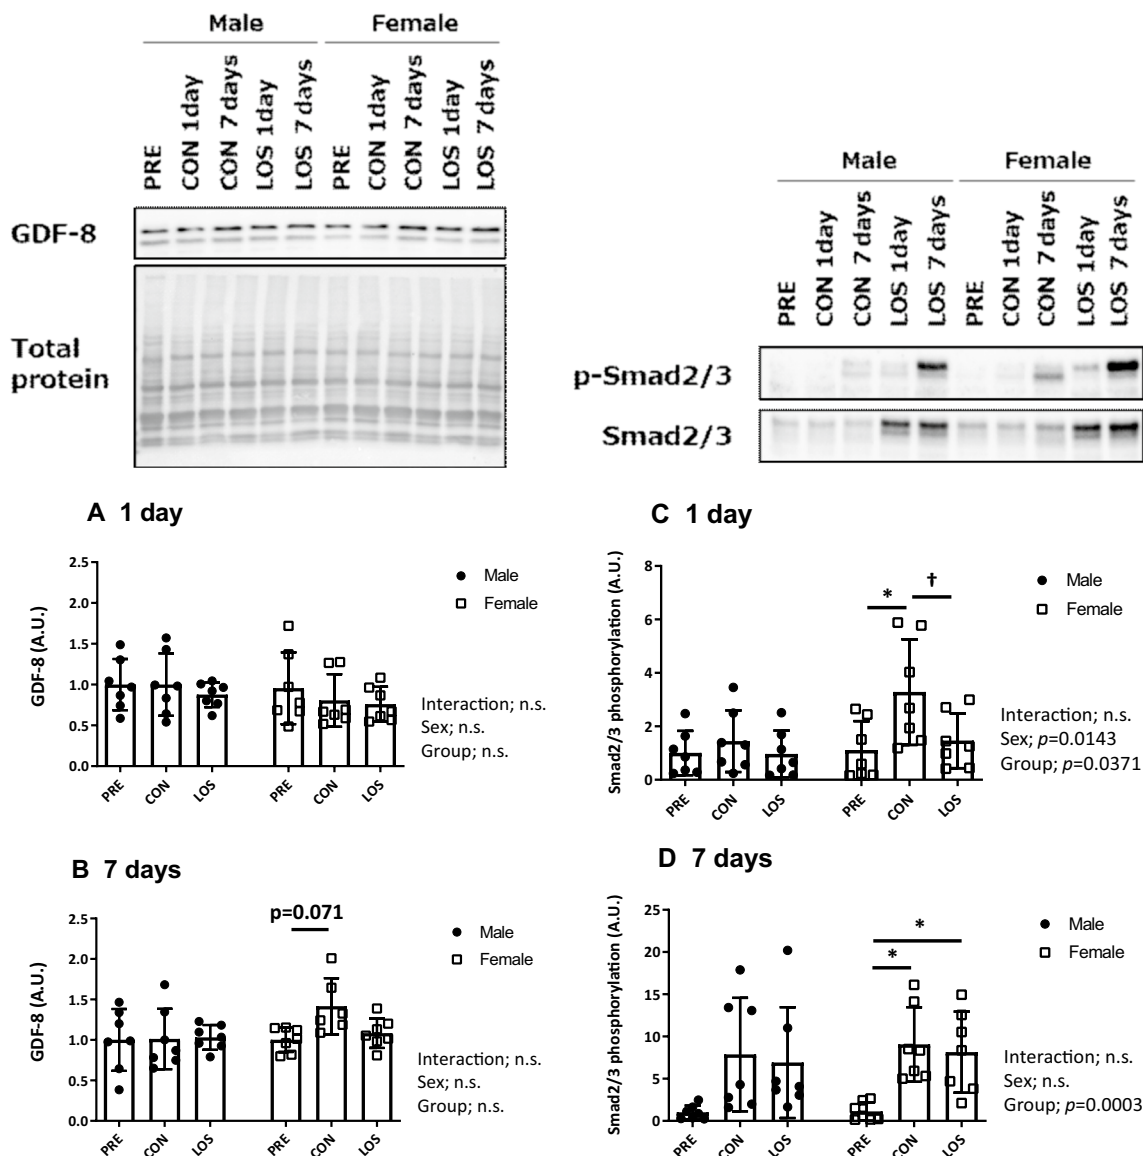 Male Female
PRE
CON 1day
CON 7 days
LOS 1day
LOS 7 days
PRE
CON 1day
CON 7 days
LOS 1day
LOS 7 days
GDF-8
Total
protein
Male Female
PRE
CON 1day
CON 7 days
LOS 1day
LOS 7 days
PRE
CON 1day
CON 7 days
LOS 1day
LOS 7 days
p-Smad2/3
Smad2/3
A 1 day
GDF-8 (A.U.)
2.5
2.0
1.5
1.0
0.5
0.0
PRE CON LOS PRE CON LOS
Male
Female
Interaction; n.s.
Sex; n.s.
Group; n.s.
C 1 day
Smad2/3 phosphorylation (A.U.)
8
6
4
2
0
* †
PRE CON LOS PRE CON LOS
Male
Female
Interaction; n.s.
Sex; p=0.0143
Group; p=0.0371
B 7 days
GDF-8 (A.U.)
2.5
2.0
1.5
1.0
0.5
0.0
p=0.071
PRE CON LOS PRE CON LOS
Male
Female
Interaction; n.s.
Sex; n.s.
Group; n.s.
D 7 days
Smad2/3 phosphorylation (A.U.)
25
20
15
10
5
0
*
*
PRE CON LOS PRE CON LOS
Male
Female
Interaction; n.s.
Sex; n.s.
Group; p=0.0003